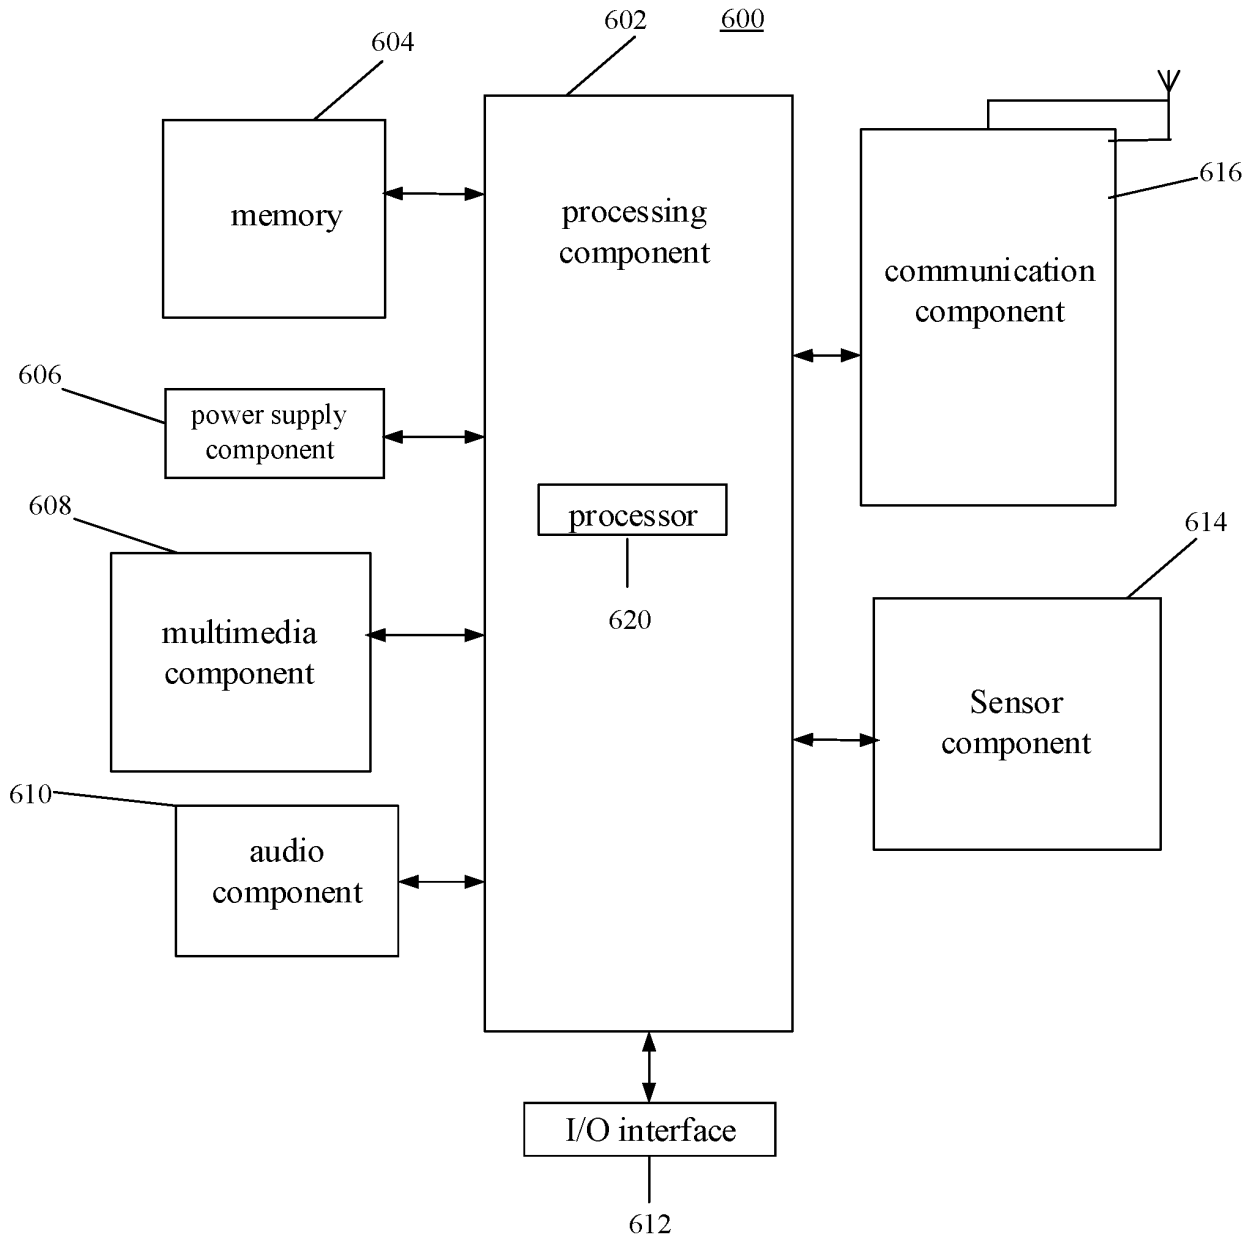 602
600
604
616
memory
processing
component
communication
component
606
power supply
component
608
processor
614
620
multimedia
component
Sensor
component
610
audio
component
I/O interface
612